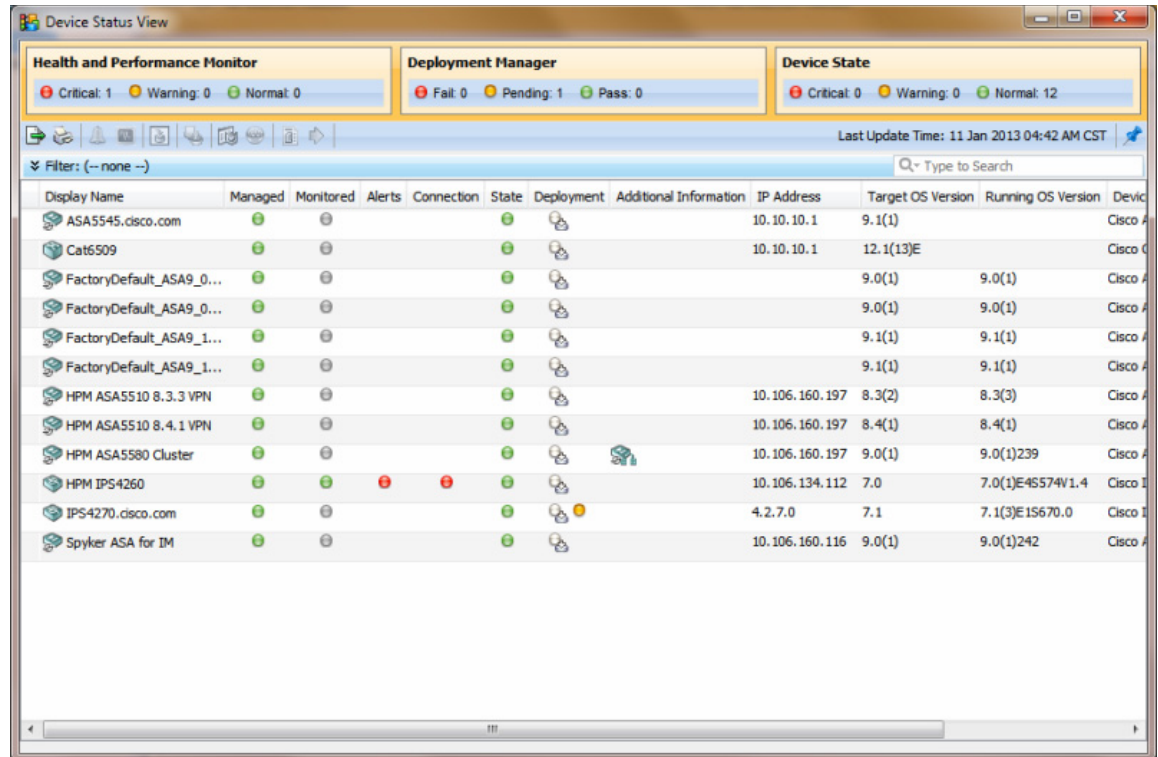 Device Status View
Health and Performance Monitor
Critical: 1 Warning: 0 Normal: 0
Deployment Manager
Fail: 0 Pending: 1 Pass: 0
Device State
Critical: 0 Warning: 0 Normal: 12
Last Update Time: 11 Jan 2013 04:42 AM CST
Filter: (-- none --)
Type to Search
Display Name Managed Monitored Alerts Connection State Deployment Additional Information IP Address Target OS Version Running OS Version Devic
ASA5545.cisco.com 10.10.10.1 9.1(1) Cisco A
Cat6509 10.10.10.1 12.1(13)E Cisco C
FactoryDefault_ASA9_0... 9.0(1) 9.0(1) Cisco A
FactoryDefault_ASA9_0... 9.0(1) 9.0(1) Cisco A
FactoryDefault_ASA9_1... 9.1(1) 9.1(1) Cisco A
FactoryDefault_ASA9_1... 9.1(1) 9.1(1) Cisco A
HPM ASA5510 8.3.3 VPN 10.106.160.197 8.3(2) 8.3(3) Cisco A
HPM ASA5510 8.4.1 VPN 10.106.160.197 8.4(1) 8.4(1) Cisco A
HPM ASA5580 Cluster 10.106.160.197 9.0(1) 9.0(1)239 Cisco A
HPM IPS4260 10.106.134.112 7.0 7.0(1)E4S574V1.4 Cisco I
IPS4270.cisco.com 4.2.7.0 7.1 7.1(3)E1S670.0 Cisco I
Spyker ASA for IM 10.106.160.116 9.0(1) 9.0(1)242 Cisco A